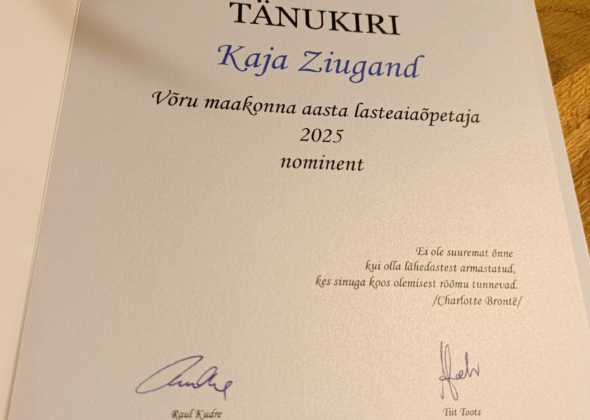 TÄNUKIRI
Kaja Ziugand
Võru maakonna aasta lasteaiaõpetaja
2025
nominent
Ei ole suuremat õnne
kui olla lähedastest armastatud,
kes sinuga koos olemisest rõõmu tunnevad.
/Charlotte Brontë/
Raul Kudre
Tiit Toots